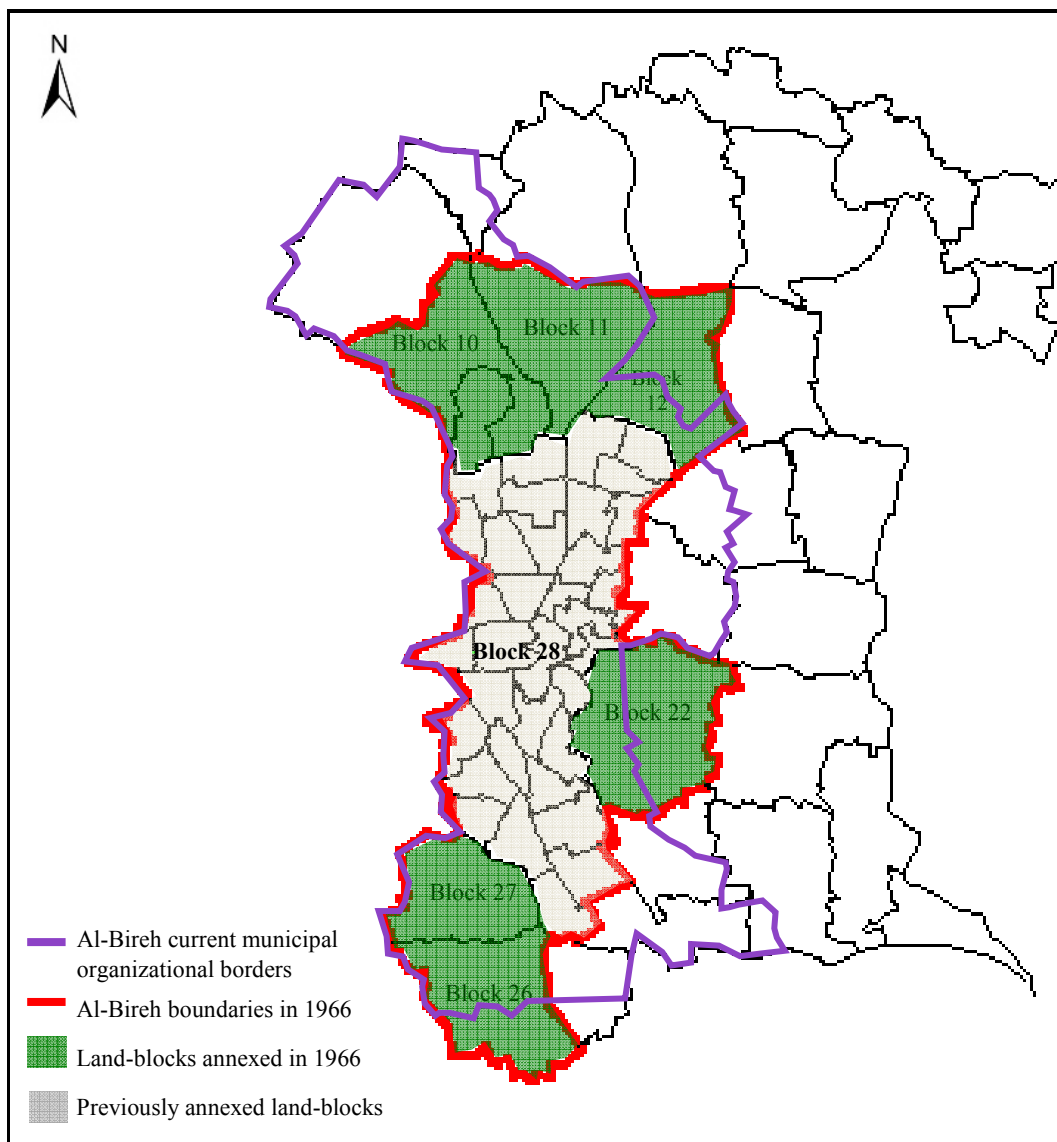 N
Block 11
Block 10
Block
12
Block 28
Block 22
Block 27
Block 26
Al-Bireh current municipal
organizational borders
Al-Bireh boundaries in 1966
Land-blocks annexed in 1966
Previously annexed land-blocks